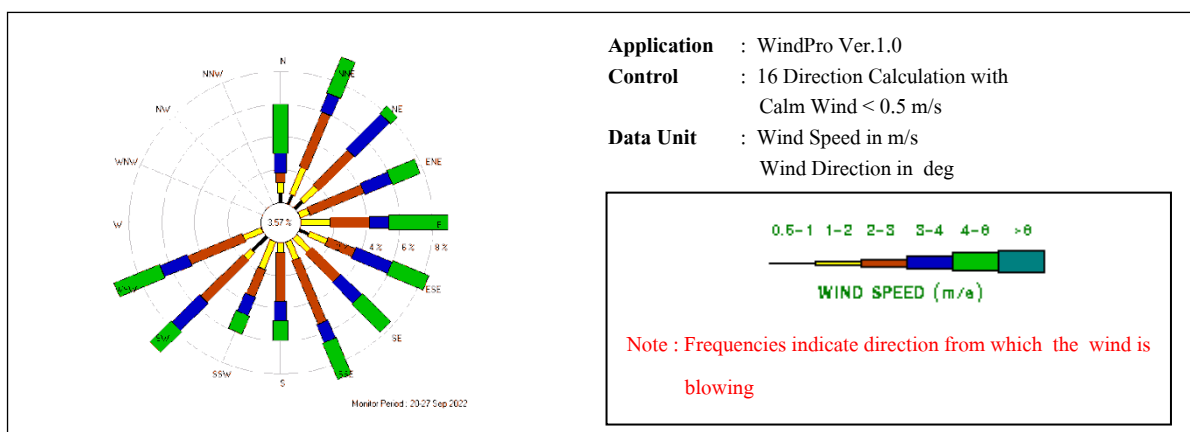 N
NNW
NNE
NW
NE
WNW
ENE
W
3.57 %
4 %
6 %
8 %
E
WSW
ESE
SW
SE
SSW
SSE
S
Monitor Period : 20-27 Sep 2022
Application : WindPro Ver.1.0
Control : 16 Direction Calculation with
Calm Wind < 0.5 m/s
Data Unit : Wind Speed in m/s
Wind Direction in deg
0.5-1 1-2 2-3 3-4 4-6 >6
WIND SPEED (m/s)
Note : Frequencies indicate direction from which the wind is
blowing